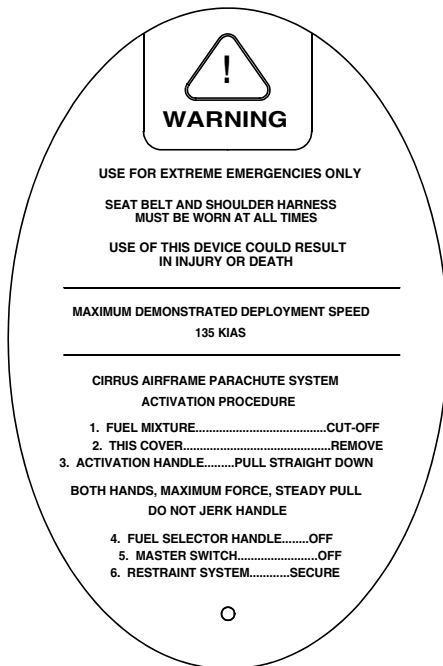 !
WARNING
USE FOR EXTREME EMERGENCIES ONLY
SEAT BELT AND SHOULDER HARNESS
MUST BE WORN AT ALL TIMES
USE OF THIS DEVICE COULD RESULT
IN INJURY OR DEATH
MAXIMUM DEMONSTRATED DEPLOYMENT SPEED
135 KIAS
CIRRUS AIRFRAME PARACHUTE SYSTEM
ACTIVATION PROCEDURE
1. FUEL MIXTURE.......................................CUT-OFF
2. THIS COVER............................................REMOVE
3. ACTIVATION HANDLE.........PULL STRAIGHT DOWN
BOTH HANDS, MAXIMUM FORCE, STEADY PULL
DO NOT JERK HANDLE
4. FUEL SELECTOR HANDLE........OFF
5. MASTER SWITCH........................OFF
6. RESTRAINT SYSTEM............SECURE